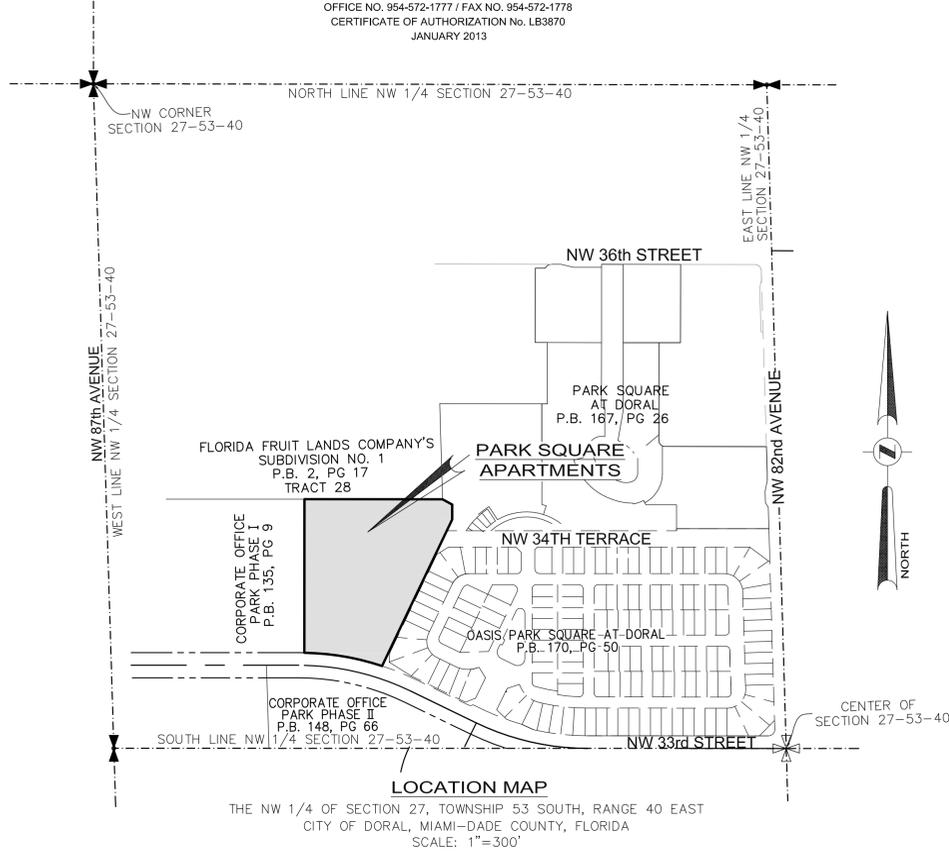 OFFICE NO. 954-572-1777 / FAX NO. 954-572-1778
CERTIFICATE OF AUTHORIZATION No. LB3870
JANUARY 2013
NORTH LINE NW 1/4 SECTION 27-53-40
NW CORNER
SECTION 27-53-40
EAST LINE NW 1/4
SECTION 27-53-40
NW 36th STREET
NW 87th AVENUE
WEST LINE NW 1/4 SECTION 27-53-40
PARK SQUARE
AT DORAL
P.B. 167, PG 26
NW 82nd AVENUE
FLORIDA FRUIT LANDS COMPANY'S
SUBDIVISION NO. 1
P.B. 2, PG 17
TRACT 28
PARK SQUARE
APARTMENTS
N
NORTH
CORPORATE OFFICE
PARK PHASE I
P.B. 135, PG 9
NW 34TH TERRACE
OASIS/PARK SQUARE AT DORAL
P.B. 170, PG 50
CORPORATE OFFICE
PARK PHASE II
P.B. 148, PG 66
CENTER OF
SECTION 27-53-40
SOUTH LINE NW 1/4 SECTION 27-53-40
NW 33rd STREET
LOCATION MAP
THE NW 1/4 OF SECTION 27, TOWNSHIP 53 SOUTH, RANGE 40 EAST
CITY OF DORAL, MIAMI-DADE COUNTY, FLORIDA
SCALE: 1"=300'